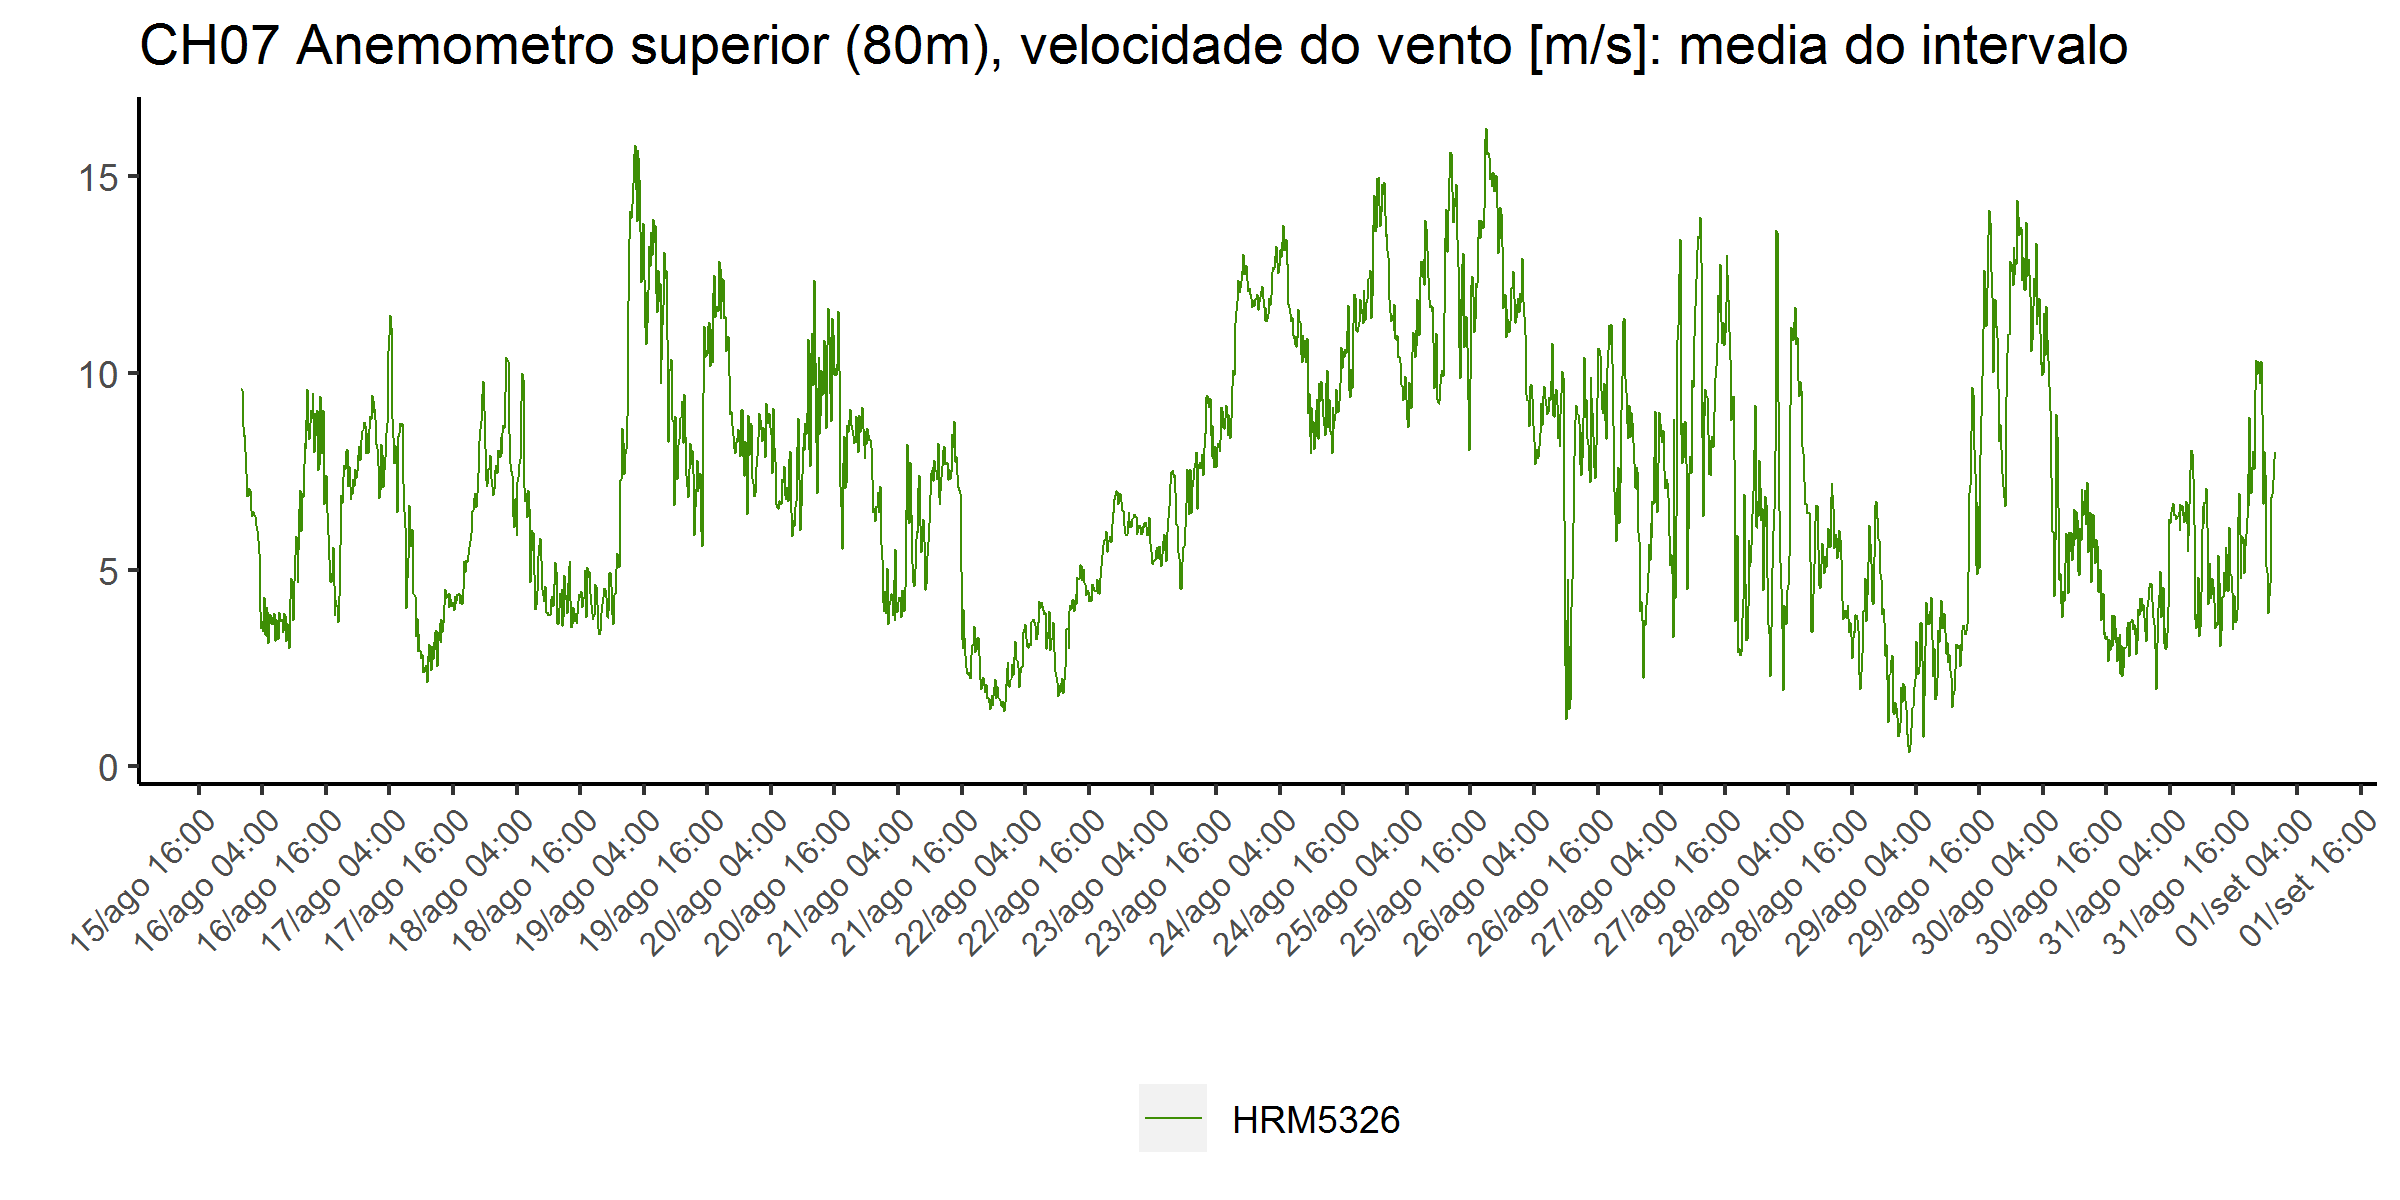 CH07 Anemometro superior (80m), velocidade do vento [m/s]: media do intervalo
15
10
5
0
15/ago 16:00
16/ago 04:00
16/ago 16:00
17/ago 04:00
17/ago 16:00
18/ago 04:00
18/ago 16:00
19/ago 04:00
19/ago 16:00
20/ago 04:00
20/ago 16:00
21/ago 04:00
21/ago 16:00
22/ago 04:00
22/ago 16:00
23/ago 04:00
23/ago 16:00
24/ago 04:00
24/ago 16:00
25/ago 04:00
25/ago 16:00
26/ago 04:00
26/ago 16:00
27/ago 04:00
27/ago 16:00
28/ago 04:00
28/ago 16:00
29/ago 04:00
29/ago 16:00
30/ago 04:00
30/ago 16:00
31/ago 04:00
31/ago 16:00
01/set 04:00
01/set 16:00
HRM5326